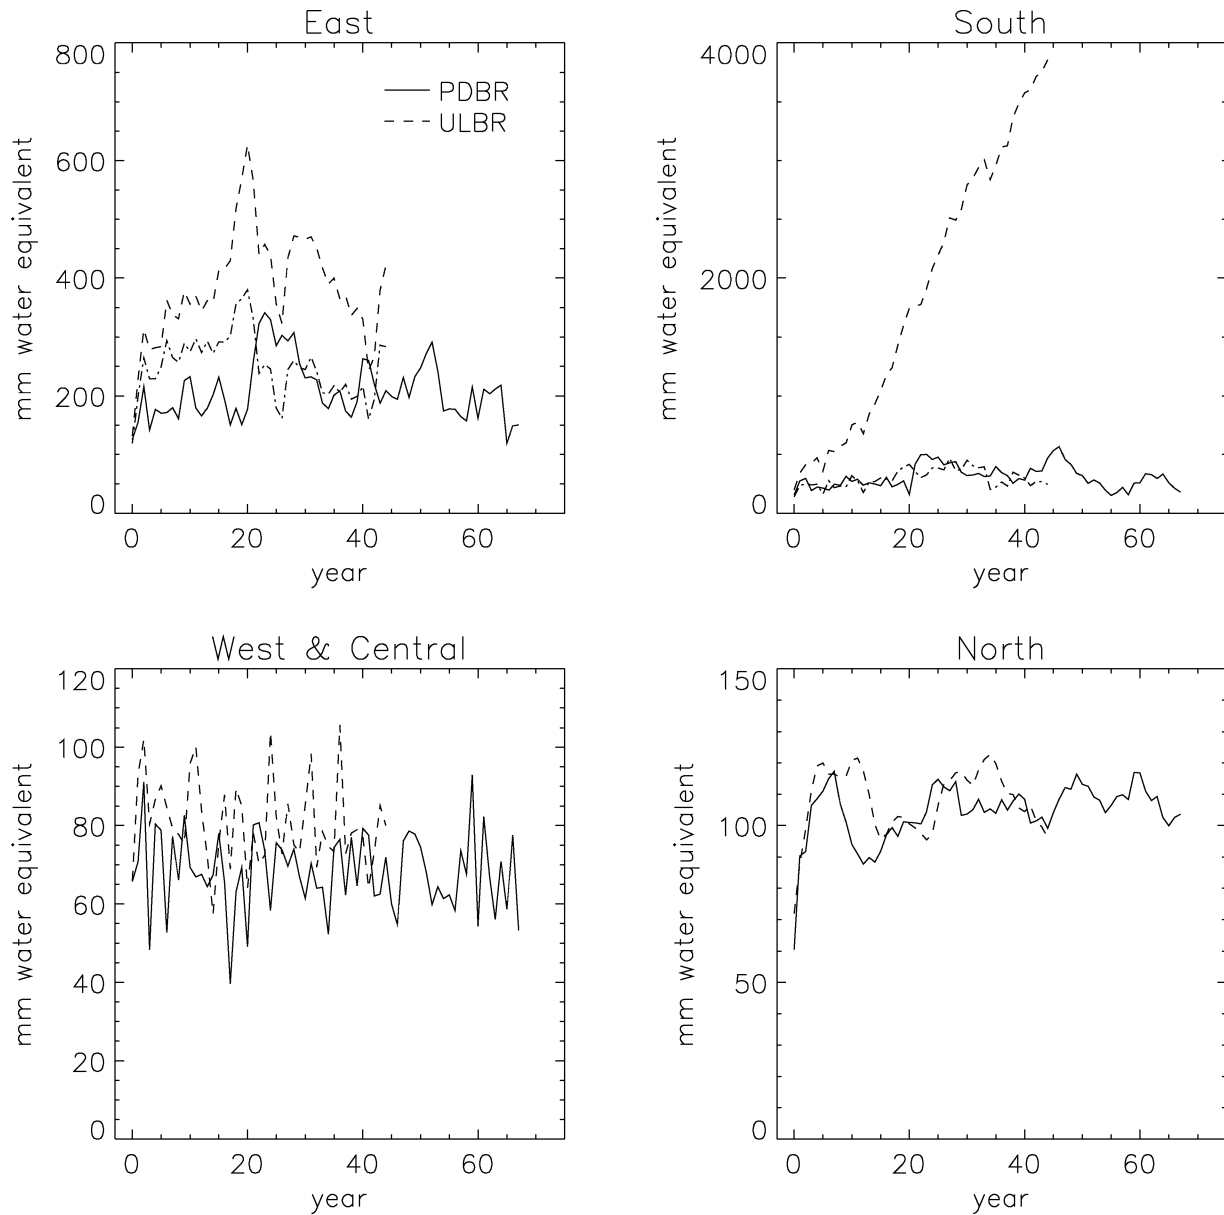 East
800
600
400
200
0
mm water equivalent
PDBR
ULBR
0 20 40 60
year
South
4000
2000
0
mm water equivalent
0 20 40 60
year
West & Central
120
100
80
60
40
20
0
mm water equivalent
0 20 40 60
year
North
150
100
50
0
mm water equivalent
0 20 40 60
year